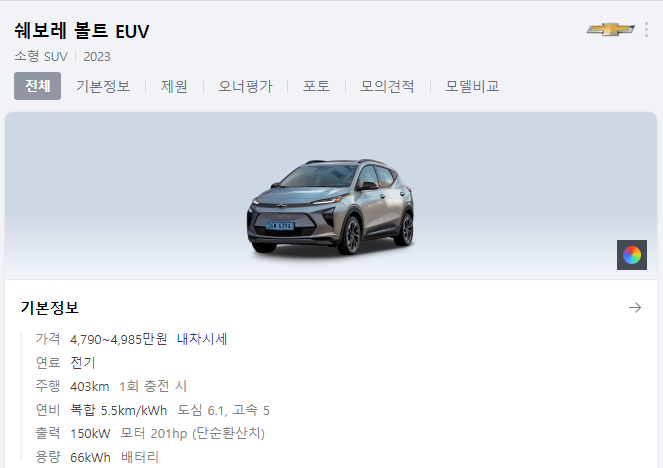 쉐보레 볼트 EUV
소형 SUV 2023
전체 기본정보 제원 오너평가 포토 모의견적 모델비교
기본정보
가격 4,790~4,985만원 내차시세
연료 전기
주행 403km 1회 충전 시
연비 복합 5.5km/kWh 도심 6.1, 고속 5
출력 150kW 모터 201hp (단순환산치)
용량 66kWh 배터리